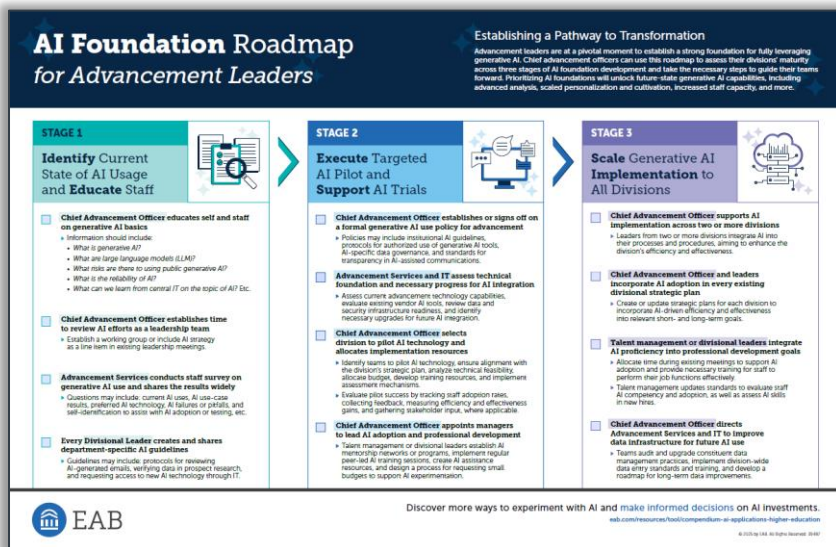 AI Foundation Roadmap
for Advancement Leaders
Establishing a Pathway to Transformation
Advancement leaders are at a pivotal moment to establish a strong foundation for fully leveraging
generative AI. Chief advancement officers can use this roadmap to assess their divisions' maturity
across three stages of AI foundation development and take the necessary steps to guide their teams
forward. Prioritizing AI foundations will unlock future-state generative AI capabilities, including
advanced analysis, scaled personalization and cultivation, increased staff capacity, and more.
STAGE 1
Identify Current
State of AI Usage
and Educate Staff
Chief Advancement Officer educates self and staff
on generative AI basics
Information should include:
• What is generative AI?
• What are large language models (LLM)?
• What risks are there to using public generative AI?
• What is the reliability of AI?
• What can we learn from central IT on the topic of AI? Etc.
Chief Advancement Officer establishes time
to review AI efforts as a leadership team
Establish a working group or include AI strategy
as a line item in existing leadership meetings.
Advancement Services conducts staff survey on
generative AI use and shares the results widely
Questions may include: current AI uses, AI use-case
results, preferred AI technology, AI failures or pitfalls, and
self-identification to assist with AI adoption or testing, etc.
Every Divisional Leader creates and shares
department-specific AI guidelines
Guidelines may include: protocols for reviewing
AI-generated emails, verifying data in prospect research,
and requesting access to new AI technology through IT.
STAGE 2
Execute Targeted
AI Pilot and
Support AI Trials
Chief Advancement Officer establishes or signs off on
a formal generative AI use policy for advancement
Policies may include institutional AI guidelines,
protocols for authorized use of generative AI tools,
AI-specific data governance, and standards for
transparency in AI-assisted communications.
Advancement Services and IT assess technical
foundation and necessary progress for AI integration
Assess current advancement technology capabilities,
evaluate existing vendor AI tools, review data and
security infrastructure readiness, and identify
necessary upgrades for future AI integration.
Chief Advancement Officer selects
division to pilot AI technology and
allocates implementation resources
Identify teams to pilot AI technology, ensure alignment with
the division's strategic plan, analyze technical feasibility,
allocate budget, develop training resources, and implement
assessment mechanisms.
Evaluate pilot success by tracking staff adoption rates,
collecting feedback, measuring efficiency and effectiveness
gains, and gathering stakeholder input, where applicable.
Chief Advancement Officer appoints managers
to lead AI adoption and professional development
Talent management or divisional leaders establish AI
mentorship networks or programs, implement regular
peer-led AI training sessions, create AI assistance
resources, and design a process for requesting small
budgets to support AI experimentation.
STAGE 3
Scale Generative AI
Implementation to
All Divisions
Chief Advancement Officer supports AI
implementation across two or more divisions
Leaders from two or more divisions integrate AI into
their processes and procedures, aiming to enhance the
division's efficiency and effectiveness.
Chief Advancement Officer and leaders
incorporate AI adoption in every existing
divisional strategic plan
Create or update strategic plans for each division to
incorporate AI-driven efficiency and effectiveness
into relevant short- and long-term goals.
Talent management or divisional leaders integrate
AI proficiency into professional development goals
Allocate time during existing meetings to support AI
adoption and provide necessary training for staff to
perform their job functions effectively.
Talent management updates standards to evaluate staff
AI competency and adoption, as well as assess AI skills
in new hires.
Chief Advancement Officer directs
Advancement Services and IT to improve
data infrastructure for future AI use
Teams audit and upgrade constituent data
management practices, implement division-wide
data entry standards and training, and develop a
roadmap for long-term data improvements.
EAB
Discover more ways to experiment with AI and make informed decisions on AI investments.
eab.com/resources/tool/compendium-ai-applications-higher-education